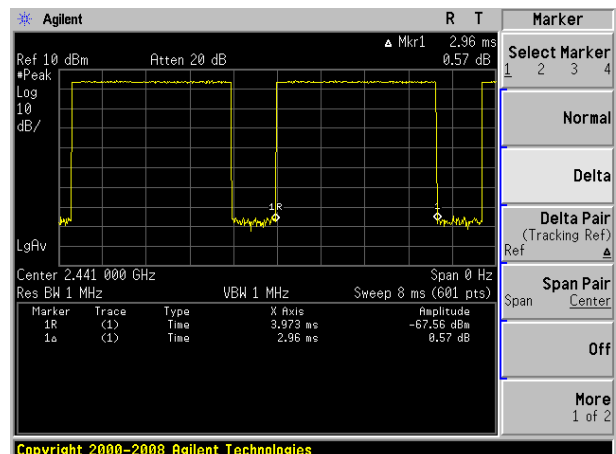 Agilent R T Marker
Δ Mkr1 2.96 ms
Ref 10 dBm Atten 20 dB 0.57 dB
#Peak
Log
10
dB/
1R 1
LgAv
Center 2.441 000 GHz Span 0 Hz
Res BW 1 MHz VBW 1 MHz Sweep 8 ms (601 pts)
Marker Trace Type X Axis Amplitude
1R (1) Time 3.973 ms -67.56 dBm
1Δ (1) Time 2.96 ms 0.57 dB
Copyright 2000-2008 Agilent Technologies
Select Marker
1 2 3 4
Normal
Delta
Delta Pair
(Tracking Ref)
Ref Δ
Span Pair
Span Center
Off
More
1 of 2